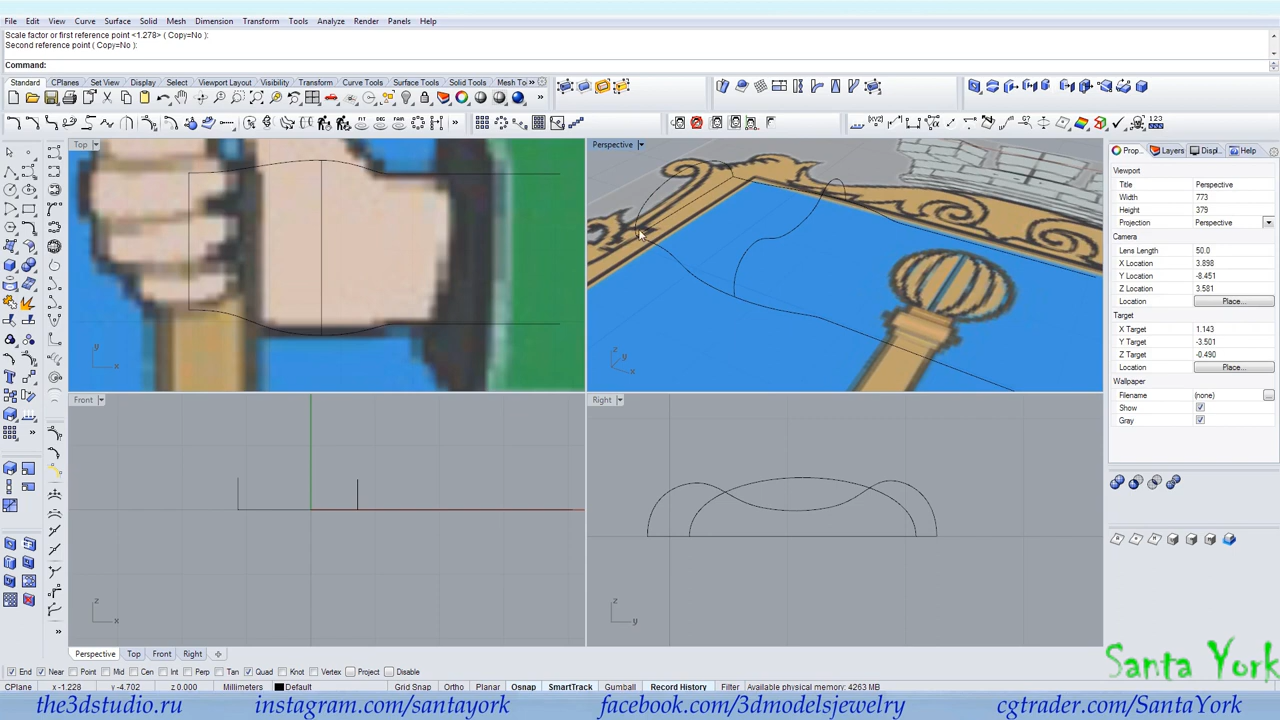 File Edit View Curve Surface Solid Mesh Dimension Transform Tools Analyze Render Panels Help
Scale factor or first reference point <1.278> ( Copy=No ):
Second reference point ( Copy=No ):
Command:
Standard CPlanes Set View Display Select Viewport Layout Visibility Transform Curve Tools Surface Tools Solid Tools Mesh To
Top
Perspective
Prop... Layers Displ... Help
Viewport
Title Perspective
Width 773
Height 379
Projection Perspective
Camera
Lens Length 50.0
X Location 3.898
Y Location -8.451
Z Location 3.581
Location Place...
Target
X Target 1.143
Y Target -3.501
Z Target -0.490
Location Place...
Wallpaper
Filename (none) ...
Show
Gray
y
x
z
y
x
Front
Right
z
x
z
y
Perspective Top Front Right
End Near Point Mid Cen Int Perp Tan Quad Knot Vertex Project Disable
CPlane x -1.228 y -4.702 z 0.000 Millimeters Default Grid Snap Ortho Planar Osnap SmartTrack Gumball Record History Filter Available physical memory: 4263 MB
Santa York
the3dstudio.ru instagram.com/santayork facebook.com/3dmodelsjewelry cgtrader.com/SantaYork